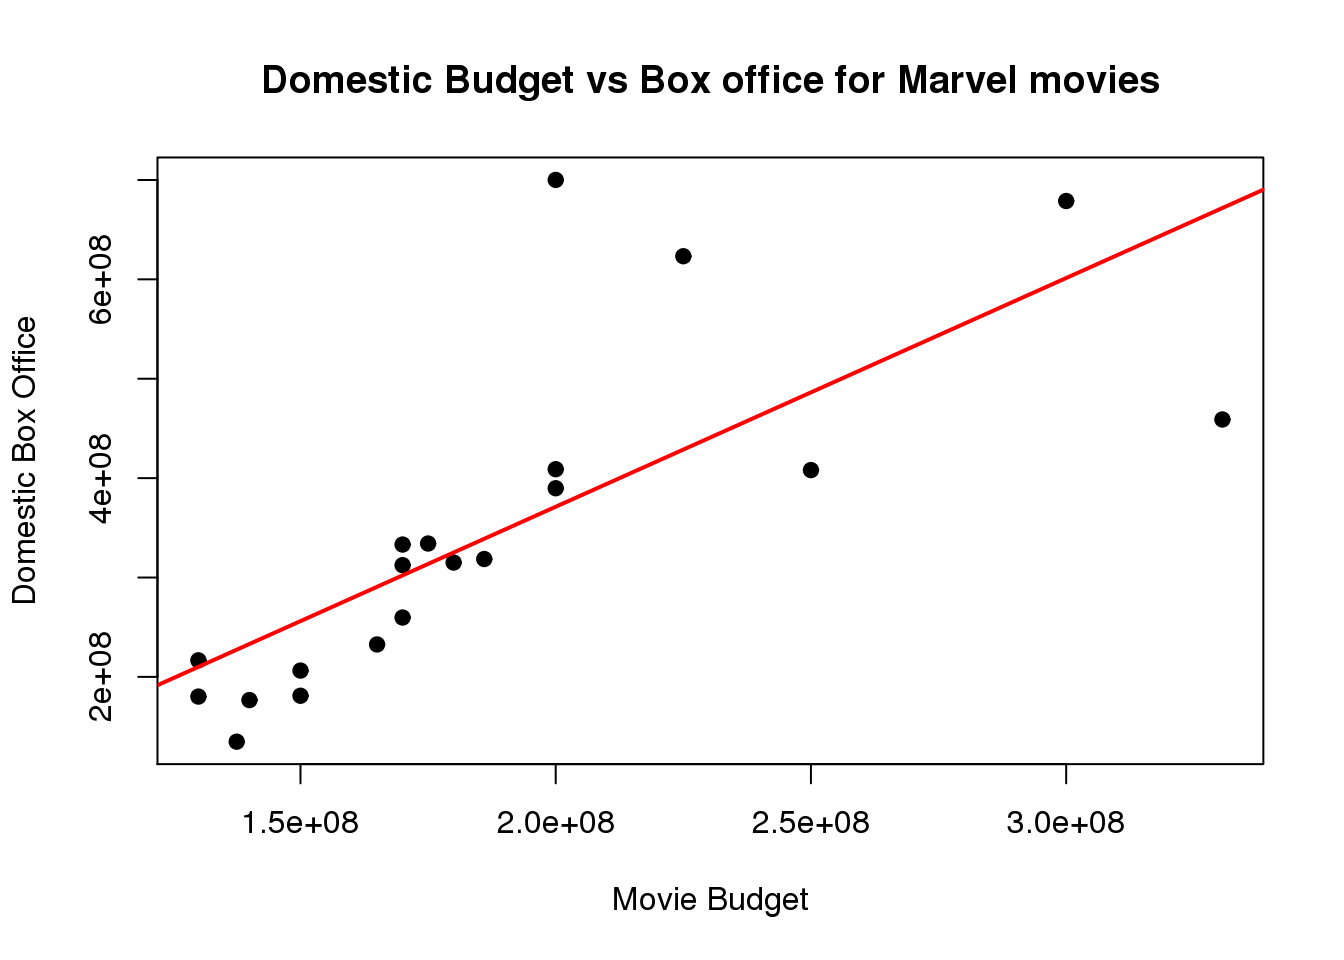 Domestic Budget vs Box office for Marvel movies
Domestic Box Office
6e+08
4e+08
2e+08
1.5e+08 2.0e+08 2.5e+08 3.0e+08
Movie Budget